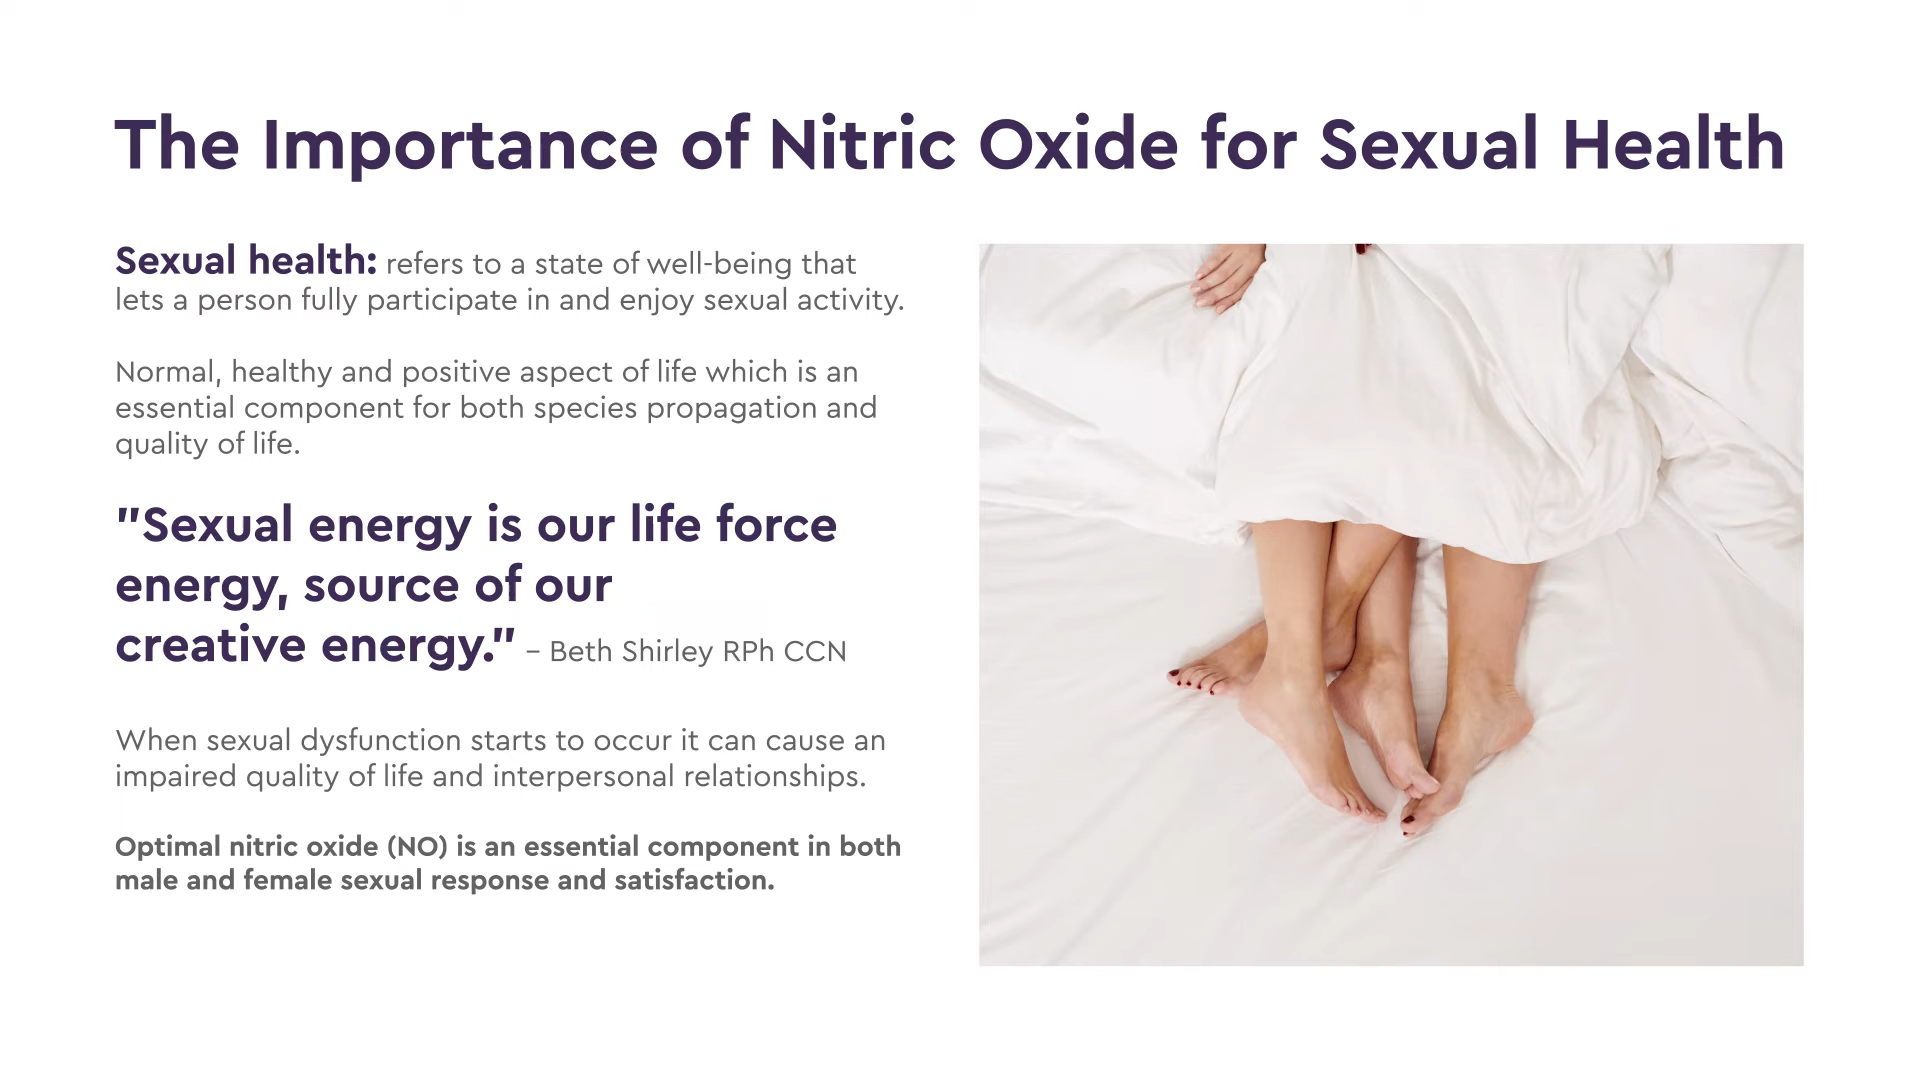 The Importance of Nitric Oxide for Sexual Health
Sexual health: refers to a state of well-being that
lets a person fully participate in and enjoy sexual activity.
Normal, healthy and positive aspect of life which is an
essential component for both species propagation and
quality of life.
"Sexual energy is our life force
energy, source of our
creative energy." – Beth Shirley RPh CCN
When sexual dysfunction starts to occur it can cause an
impaired quality of life and interpersonal relationships.
Optimal nitric oxide (NO) is an essential component in both
male and female sexual response and satisfaction.